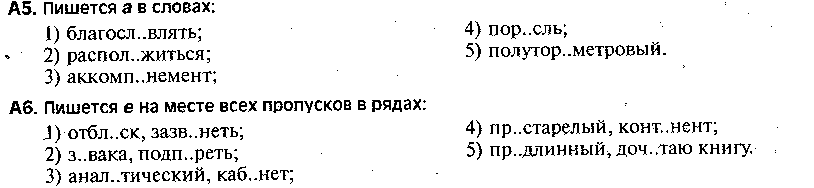 А5. Пишется а в словах:
1) благосл..влять;
2) распол..житься;
3) аккомп..немент;
4) пор..сль;
5) полутор..метровый.
А6. Пишется е на месте всех пропусков в рядах:
1) отбл..ск, зазв..неть;
2) з..вака, подп..реть;
3) анал..тический, каб..нет;
4) пр..старелый, конт..нент;
5) пр..длинный, доч..таю книгу.